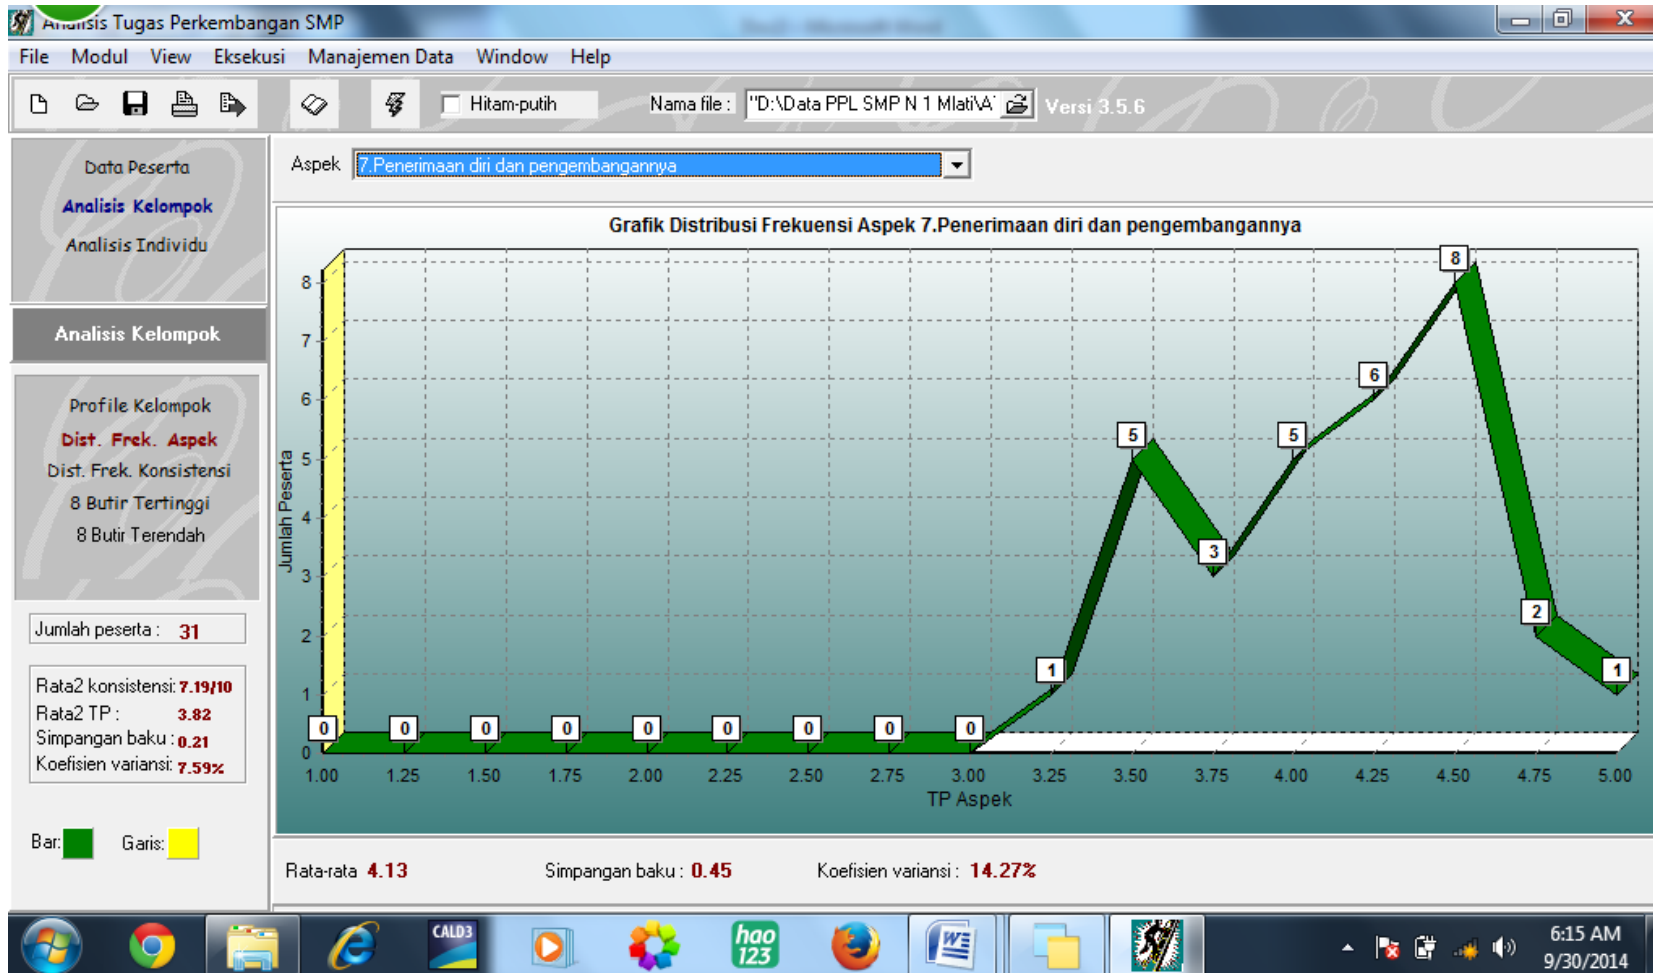 Analisis Tugas Perkembangan SMP
File Modul View Eksekusi Manajemen Data Window Help
Hitam-putih Nama file : "D:\Data PPL SMP N 1 Mlati\A Versi 3.5.6
Data Peserta
Analisis Kelompok
Analisis Individu
Analisis Kelompok
Profile Kelompok
Dist. Frek. Aspek
Dist. Frek. Konsistensi
8 Butir Tertinggi
8 Butir Terendah
Jumlah peserta : 31
Rata2 konsistensi: 7.19/10
Rata2 TP : 3.82
Simpangan baku : 0.21
Koefisien variansi: 7.59%
Bar: Garis:
Aspek 7.Penerimaan diri dan pengembangannya
Grafik Distribusi Frekuensi Aspek 7.Penerimaan diri dan pengembangannya
Jumlah Peserta
8
7
6
5
4
3
2
1
0
0 0 0 0 0 0 0 0 0 1 5 3 5 6 8 2 1
1.00 1.25 1.50 1.75 2.00 2.25 2.50 2.75 3.00 3.25 3.50 3.75 4.00 4.25 4.50 4.75 5.00
TP Aspek
Rata-rata 4.13 Simpangan baku : 0.45 Koefisien variansi : 14.27%
CALD3
hao
123
6:15 AM
9/30/2014